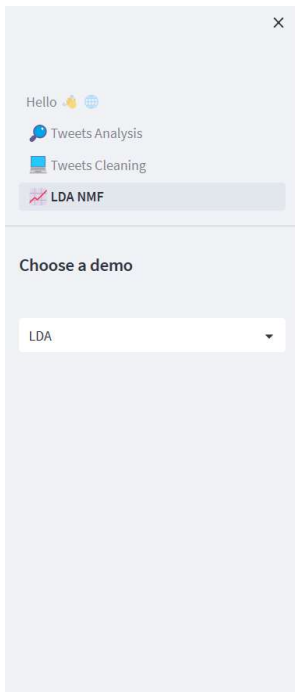 Hello 👋 🌐
🔎 Tweets Analysis
💻 Tweets Cleaning
📈 LDA NMF
Choose a demo
LDA